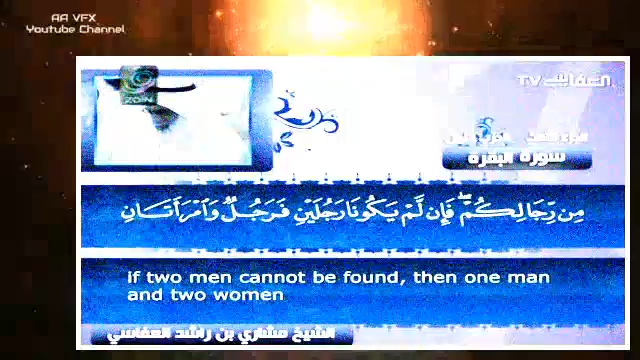 AA VFX
Youtube Channel
ZOIN
العفاسي TV
سورة البقرة
مِن رِّجَالِكُمْ ۖ فَإِن لَّمْ يَكُونَا رَجُلَيْنِ فَرَجُلٌ وَامْرَأَتَانِ
If two men cannot be found, then one man
and two women
الشيخ مشاري بن راشد العفاسي